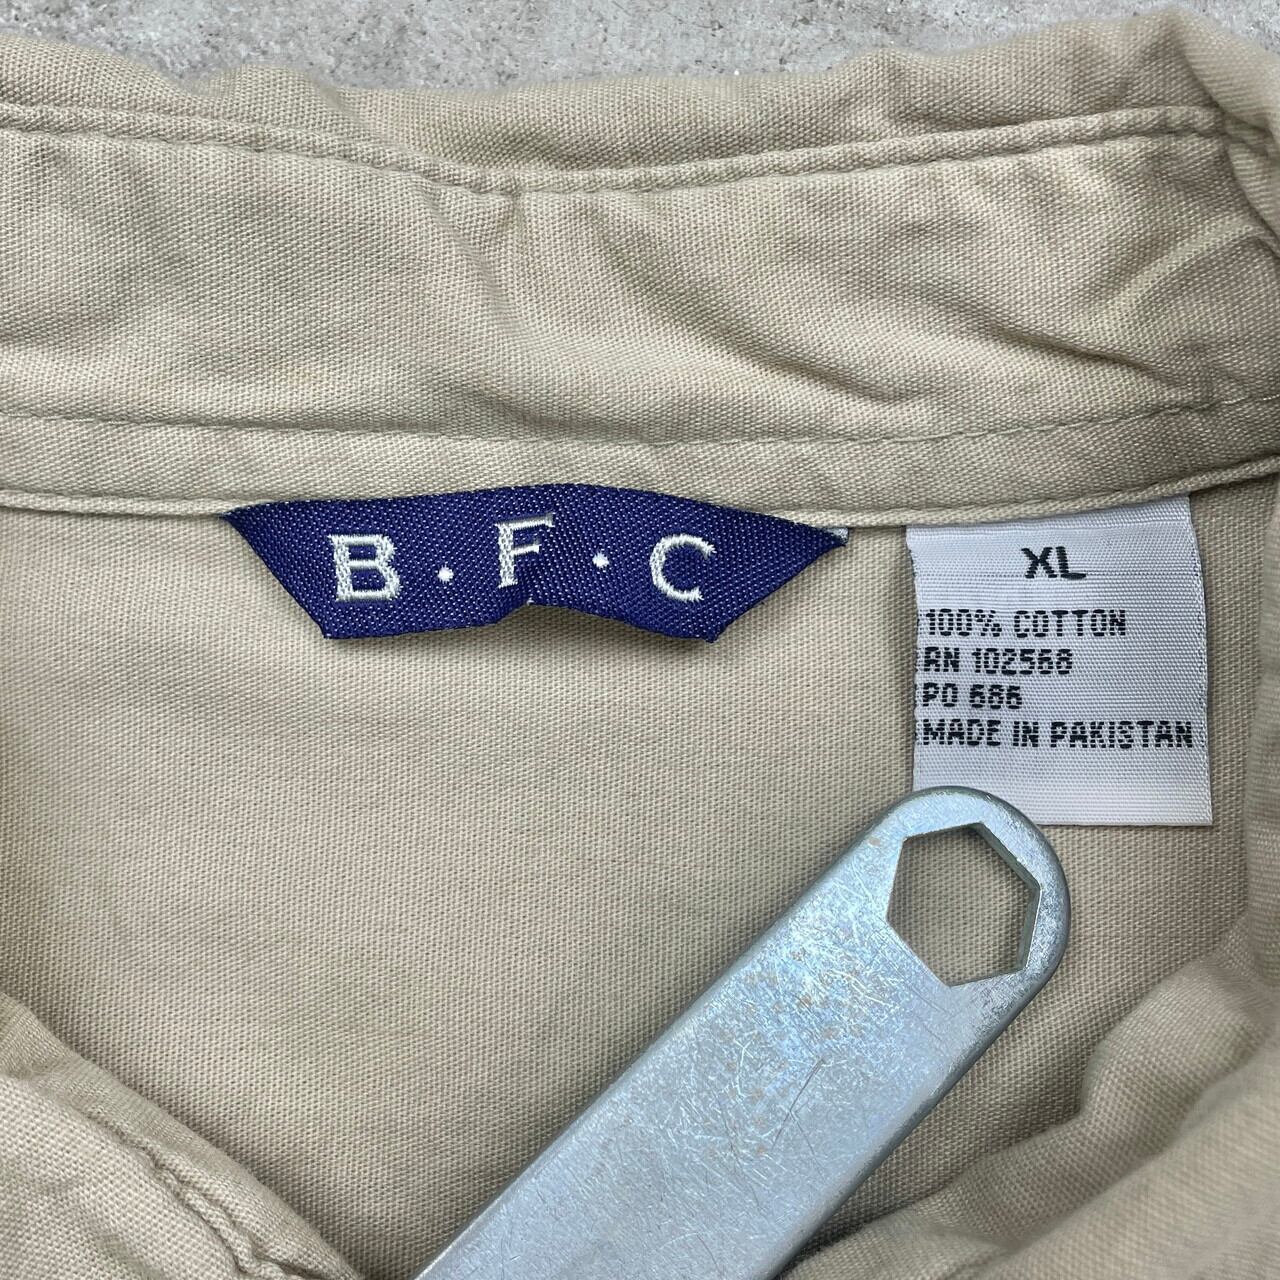 B·F·C
XL
100% COTTON
RN 102568
PO 686
MADE IN PAKISTAN